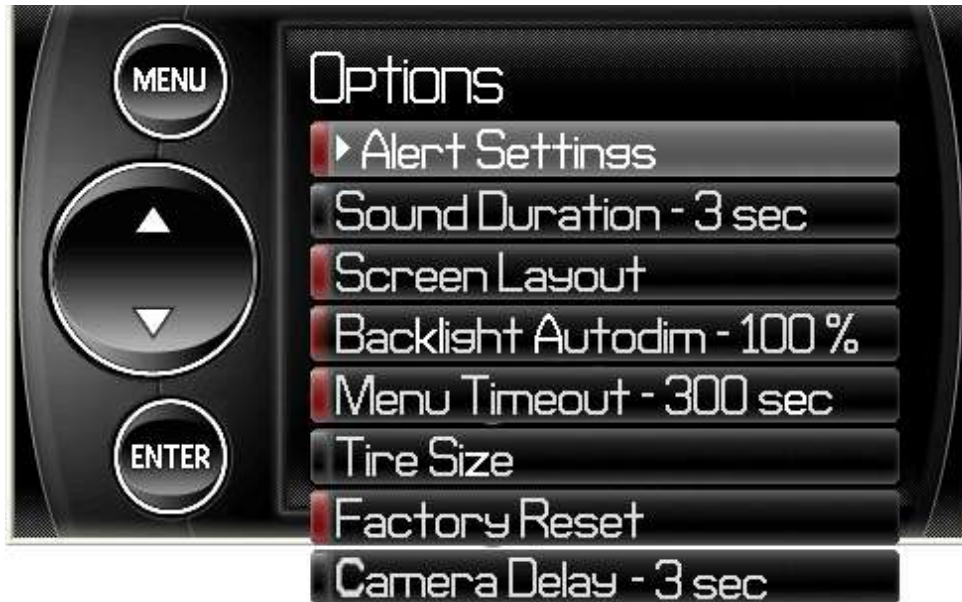 MENU
Options
Alert Settings
Sound Duration - 3 sec
Screen Layout
Backlight Autodim - 100 %
Menu Timeout - 300 sec
ENTER
Tire Size
Factory Reset
Camera Delay - 3 sec